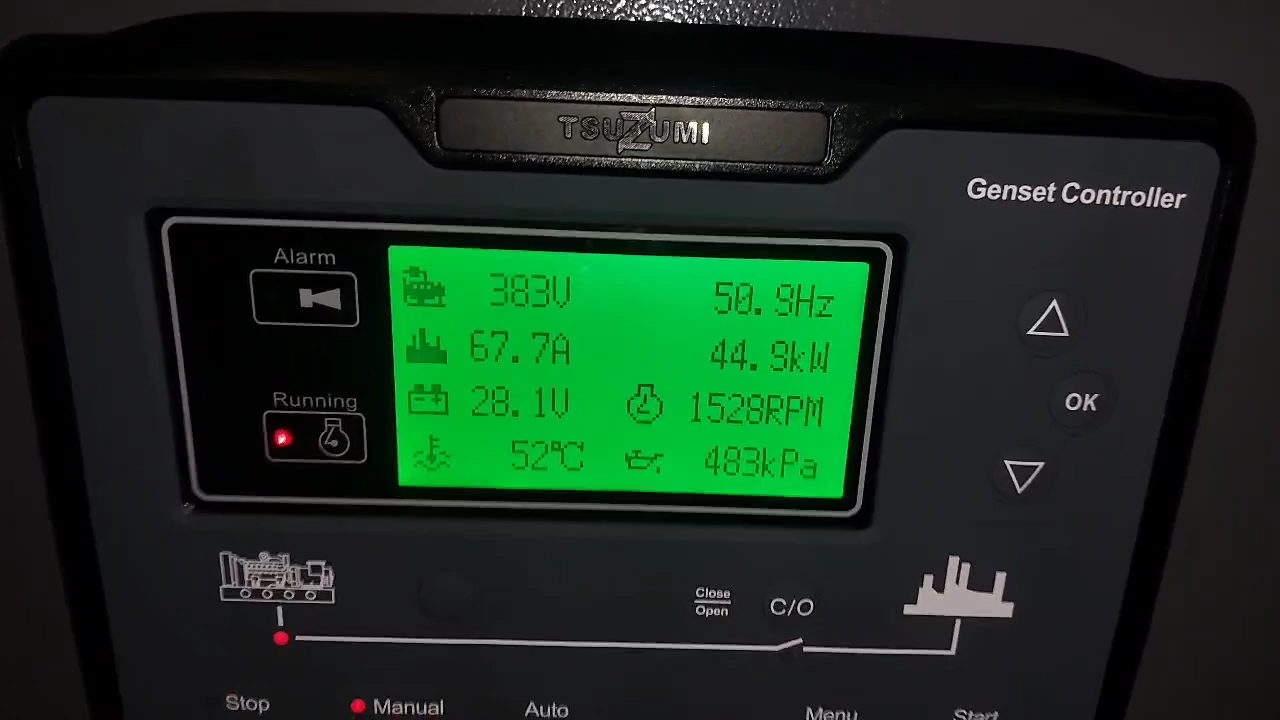 TSUZUMI
Genset Controller
Alarm
Running
383V 50.9Hz
67.7A 44.9kW
28.1V 1528RPM
52°C 483kPa
OK
Close
Open
C/O
Stop Manual Auto Menu Start